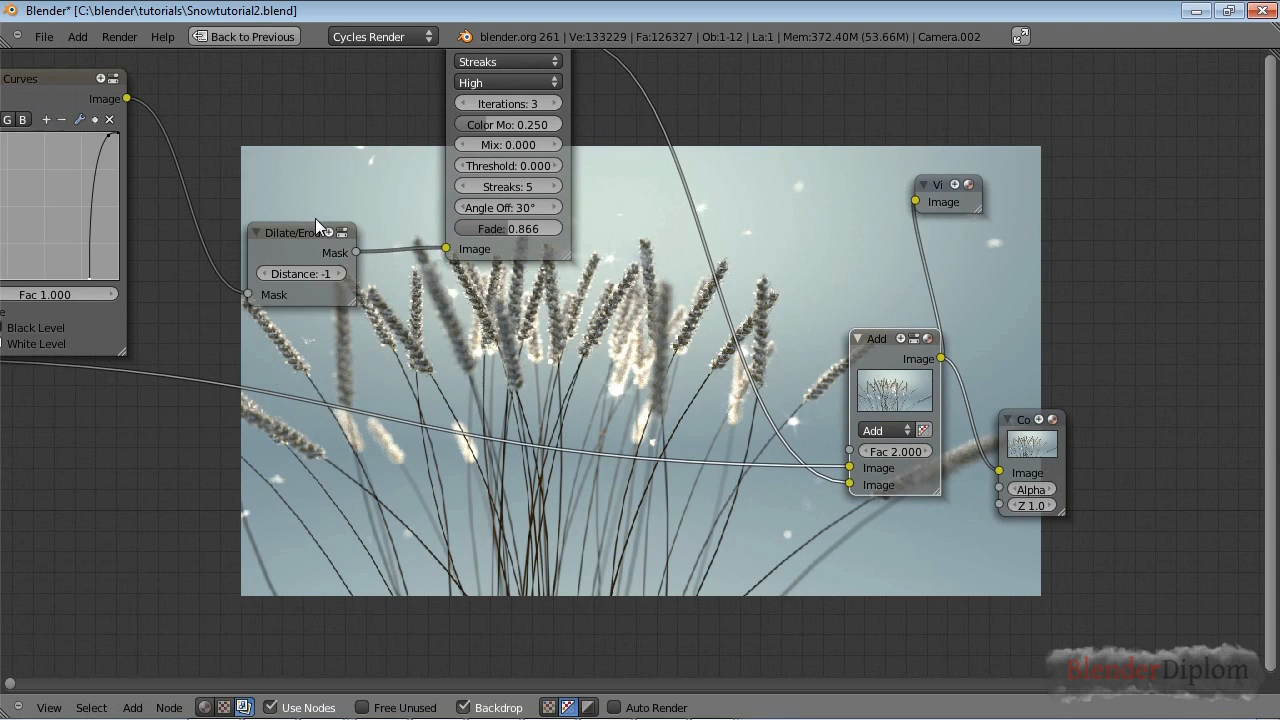 Blender* [C:\blender\tutorials\Snowtutorial2.blend]
File Add Render Help Back to Previous Cycles Render blender.org 261 | Ve:133229 | Fa:126327 | Ob:1-12 | La:1 | Mem:372.40M (53.66M) | Camera.002
Curves
Image
G B
Fac 1.000
Black Level
White Level
Dilate/Ero
Mask
Distance: -1
Mask
Streaks
High
Iterations: 3
Color Mo: 0.250
Mix: 0.000
Threshold: 0.000
Streaks: 5
Angle Off: 30°
Fade: 0.866
Image
Vi
Image
Add
Image
Add
Fac 2.000
Image
Image
Co
Image
Alpha
Z 1.0
BlenderDiplom
View Select Add Node Use Nodes Free Unused Backdrop Auto Render